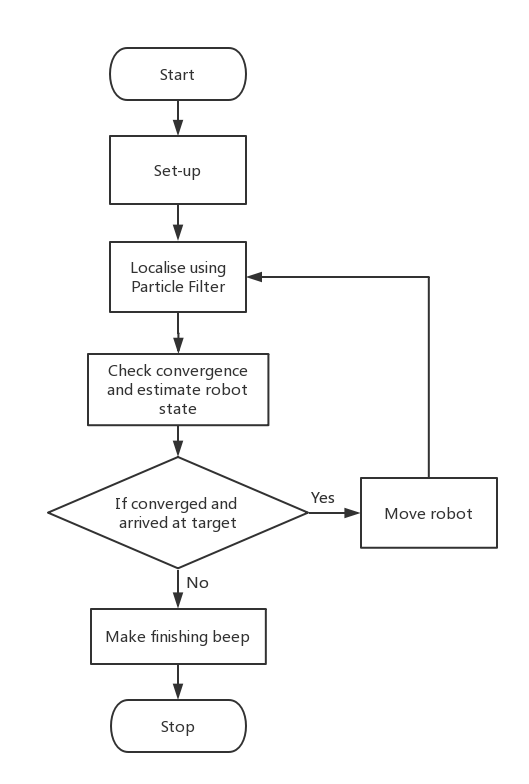 Start
Set-up
Localise using
Particle Filter
Check convergence
and estimate robot
state
If converged and
arrived at target
Yes
Move robot
No
Make finishing beep
Stop